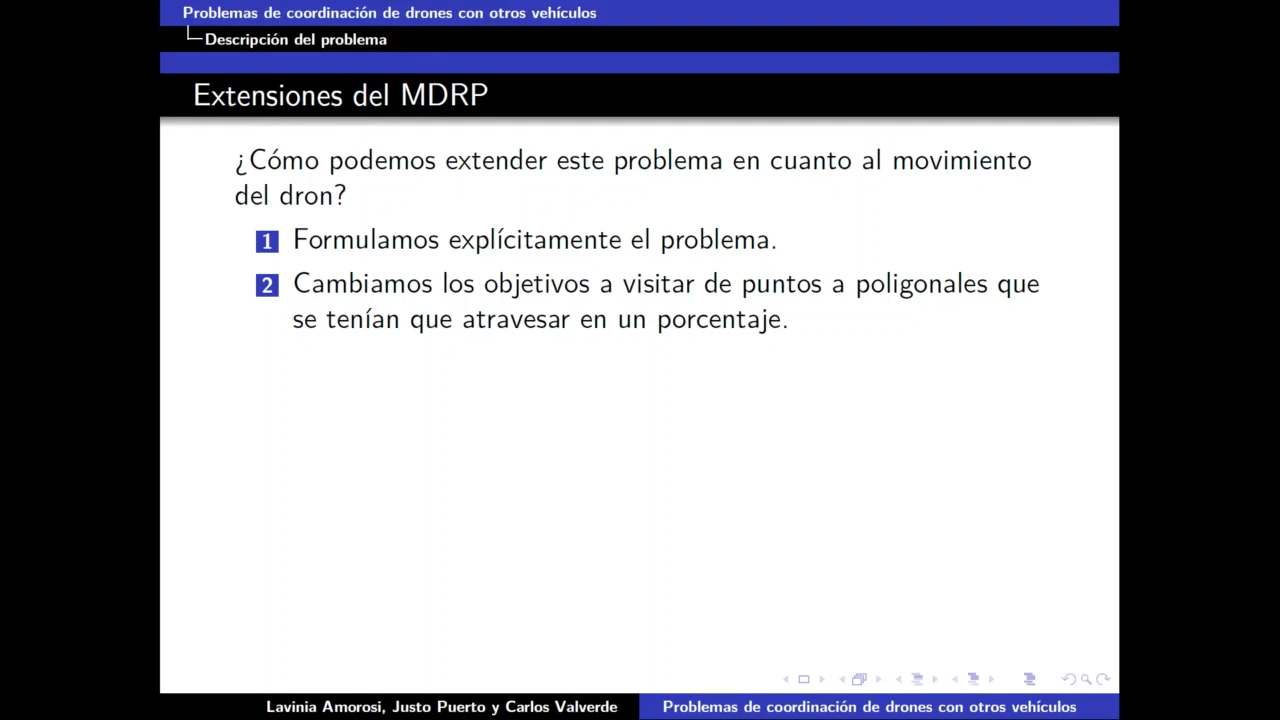 Problemas de coordinación de drones con otros vehículos
Descripción del problema
Extensiones del MDRP
¿Cómo podemos extender este problema en cuanto al movimiento
del dron?
1 Formulamos explícitamente el problema.
2 Cambiamos los objetivos a visitar de puntos a poligonales que
se tenían que atravesar en un porcentaje.
Lavinia Amorosi, Justo Puerto y Carlos Valverde
Problemas de coordinación de drones con otros vehículos